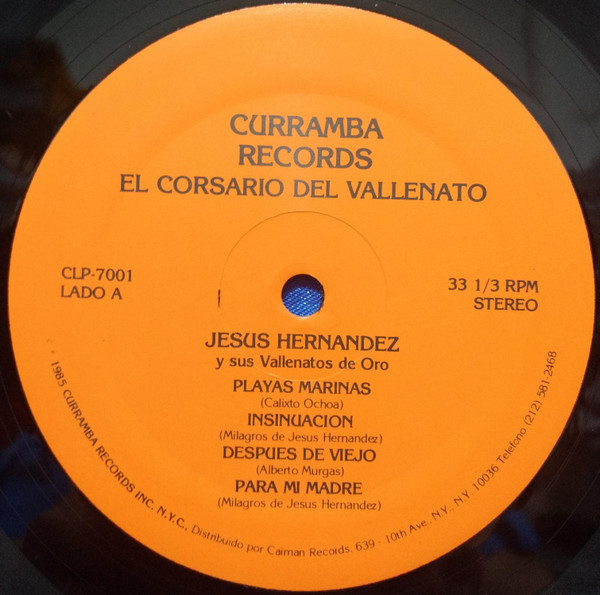 CURRAMBA
RECORDS
EL CORSARIO DEL VALLENATO
CLP-7001
LADO A
33 1/3 RPM
STEREO
JESUS HERNANDEZ
y sus Vallenatos de Oro
PLAYAS MARINAS
(Calixto Ochoa)
INSINUACION
(Milagros de Jesus Hernandez)
DESPUES DE VIEJO
(Alberto Murgas)
PARA MI MADRE
(Milagros de Jesus Hernandez)
1985 CURRAMBA RECORDS INC. N.Y.C., Distribuido por Caiman Records. 639 - 10th Ave., N.Y., N.Y. 10036 Telefono (212) 581-2468